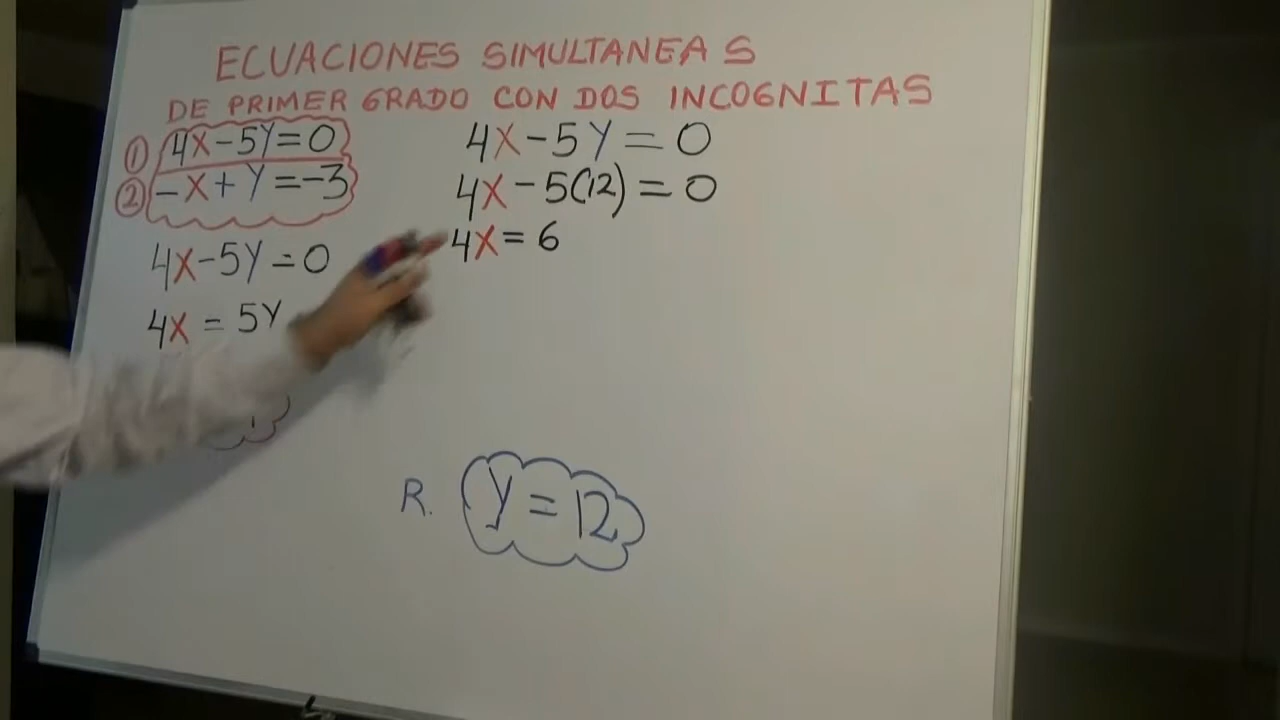 ECUACIONES SIMULTANEAS
DE PRIMER GRADO CON DOS INCOGNITAS
① 4X-5Y=0
② -X+Y=-3
4X-5Y=0
4X = 5Y
4X-5Y=0
4X-5(12)=0
4X=6
R. Y=12